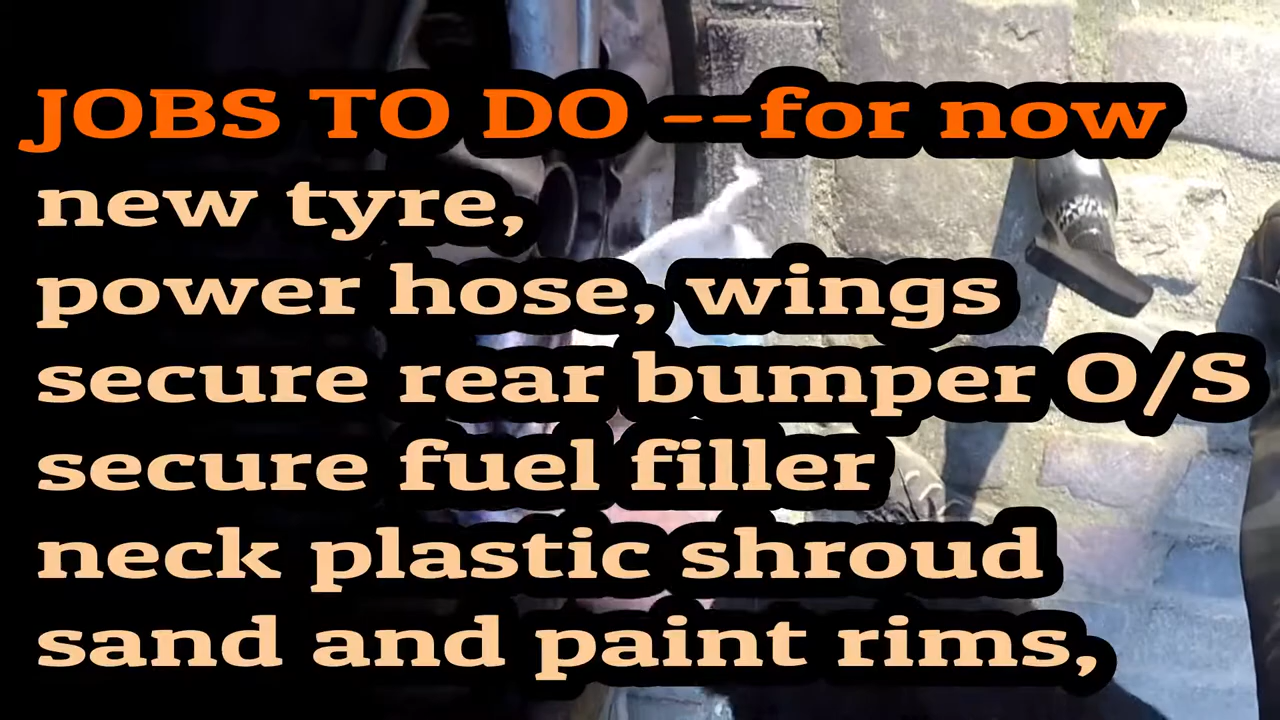 JOBS TO DO --for now
new tyre,
power hose, wings
secure rear bumper O/S
secure fuel filler
neck plastic shroud
sand and paint rims,